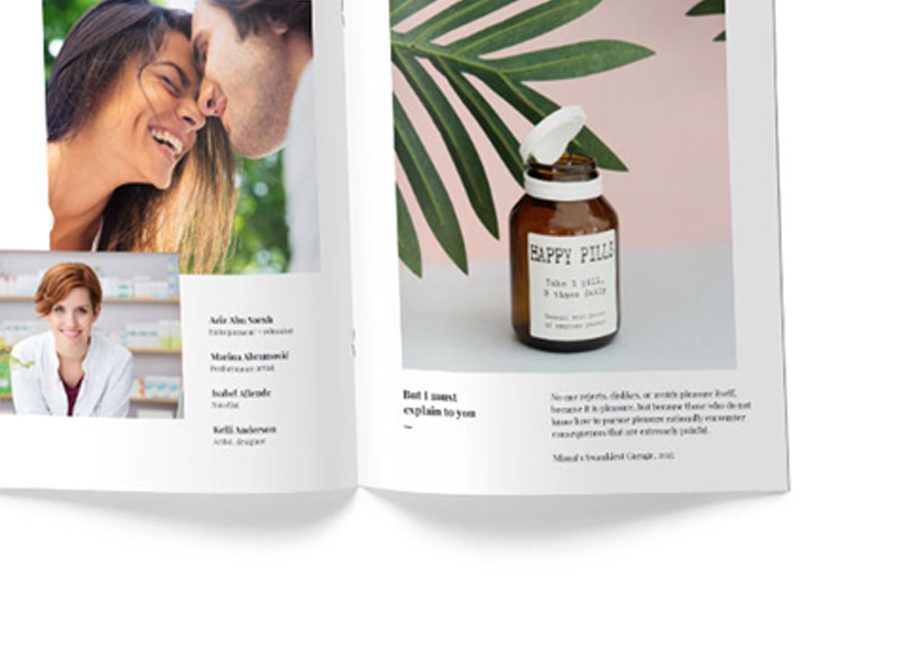 Aziz Abu Sarah
Entrepreneur + educator
Marina Abramović
Performance artist
Isabel Allende
Novelist
Kelli Anderson
Artist, designer
HAPPY PILLS
Take 1 pill,
3 times daily
But I must
explain to you
–
No one rejects, dislikes, or avoids pleasure itself,
because it is pleasure, but because those who do not
know how to pursue pleasure rationally encounter
consequences that are extremely painful.
Swankiest Garage, 2015